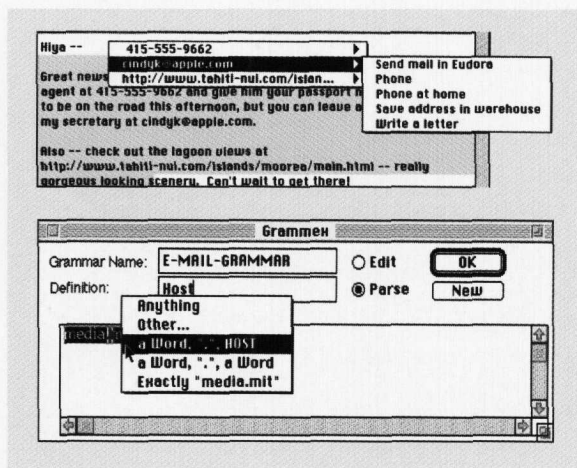 Hiya --
415-555-9662
cindyk@apple.com
http://www.tahiti-nui.com/islan...
Send mail in Eudora
Phone
Phone at home
Save address in warehouse
Write a letter
Great news
agent at 415-555-9662 and give him your passport n
to be on the road this afternoon, but you can leave a
my secretary at cindyk@apple.com.
Also -- check out the lagoon views at
http://www.tahiti-nui.com/islands/moorea/main.html -- really
gorgeous looking scenery. Can't wait to get there!
Grammex
Grammar Name: E-MAIL-GRAMMAR Edit OK
Definition: Host Parse New
Anything
Other...
a Word, ".", HOST
a Word, ".", a Word
Exactly "media.mit"
media